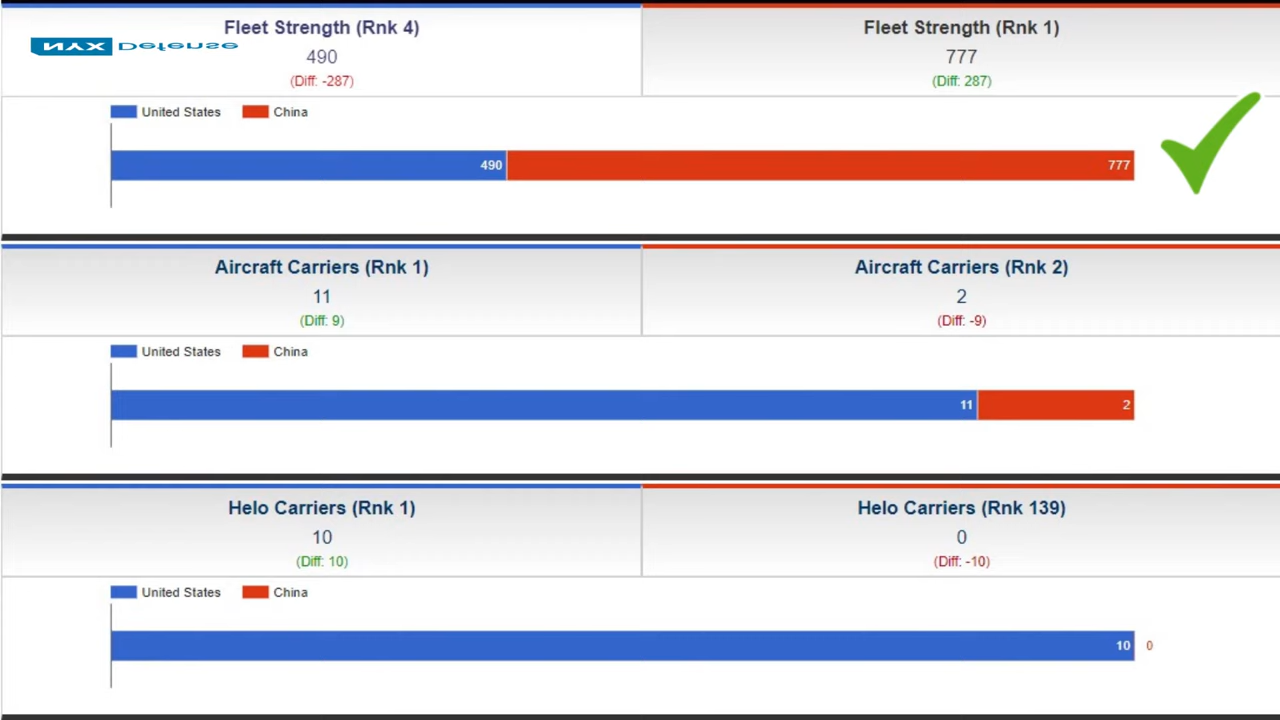 NYX Defense
Fleet Strength (Rnk 4)
490
(Diff: -287)
Fleet Strength (Rnk 1)
777
(Diff: 287)
United States China
490 777
Aircraft Carriers (Rnk 1)
11
(Diff: 9)
Aircraft Carriers (Rnk 2)
2
(Diff: -9)
United States China
11 2
Helo Carriers (Rnk 1)
10
(Diff: 10)
Helo Carriers (Rnk 139)
0
(Diff: -10)
United States China
10 0